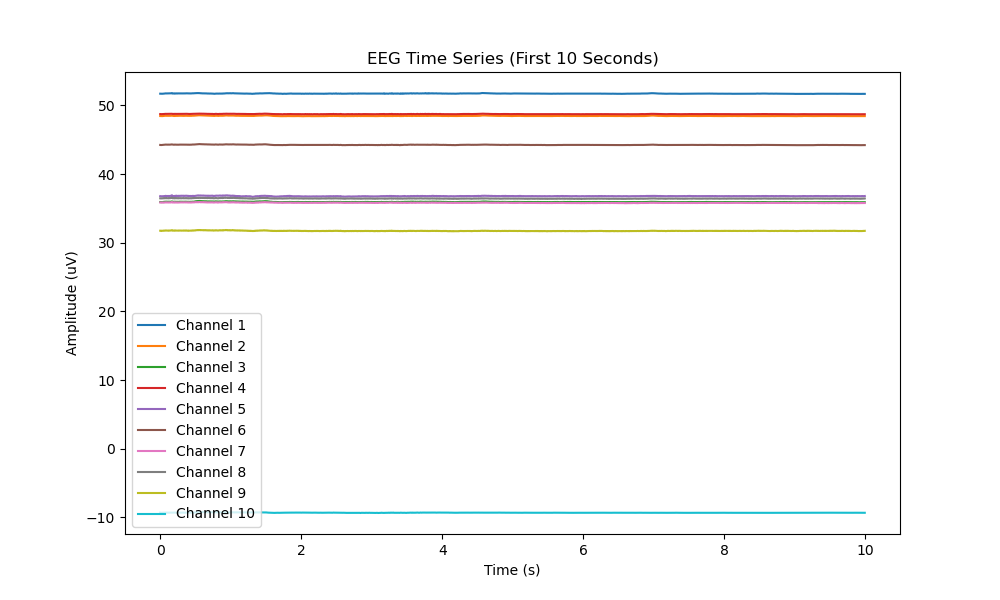 EEG Time Series (First 10 Seconds)
Amplitude (uV)
50
40
30
20
10
0
−10
Channel 1
Channel 2
Channel 3
Channel 4
Channel 5
Channel 6
Channel 7
Channel 8
Channel 9
Channel 10
0 2 4 6 8 10
Time (s)